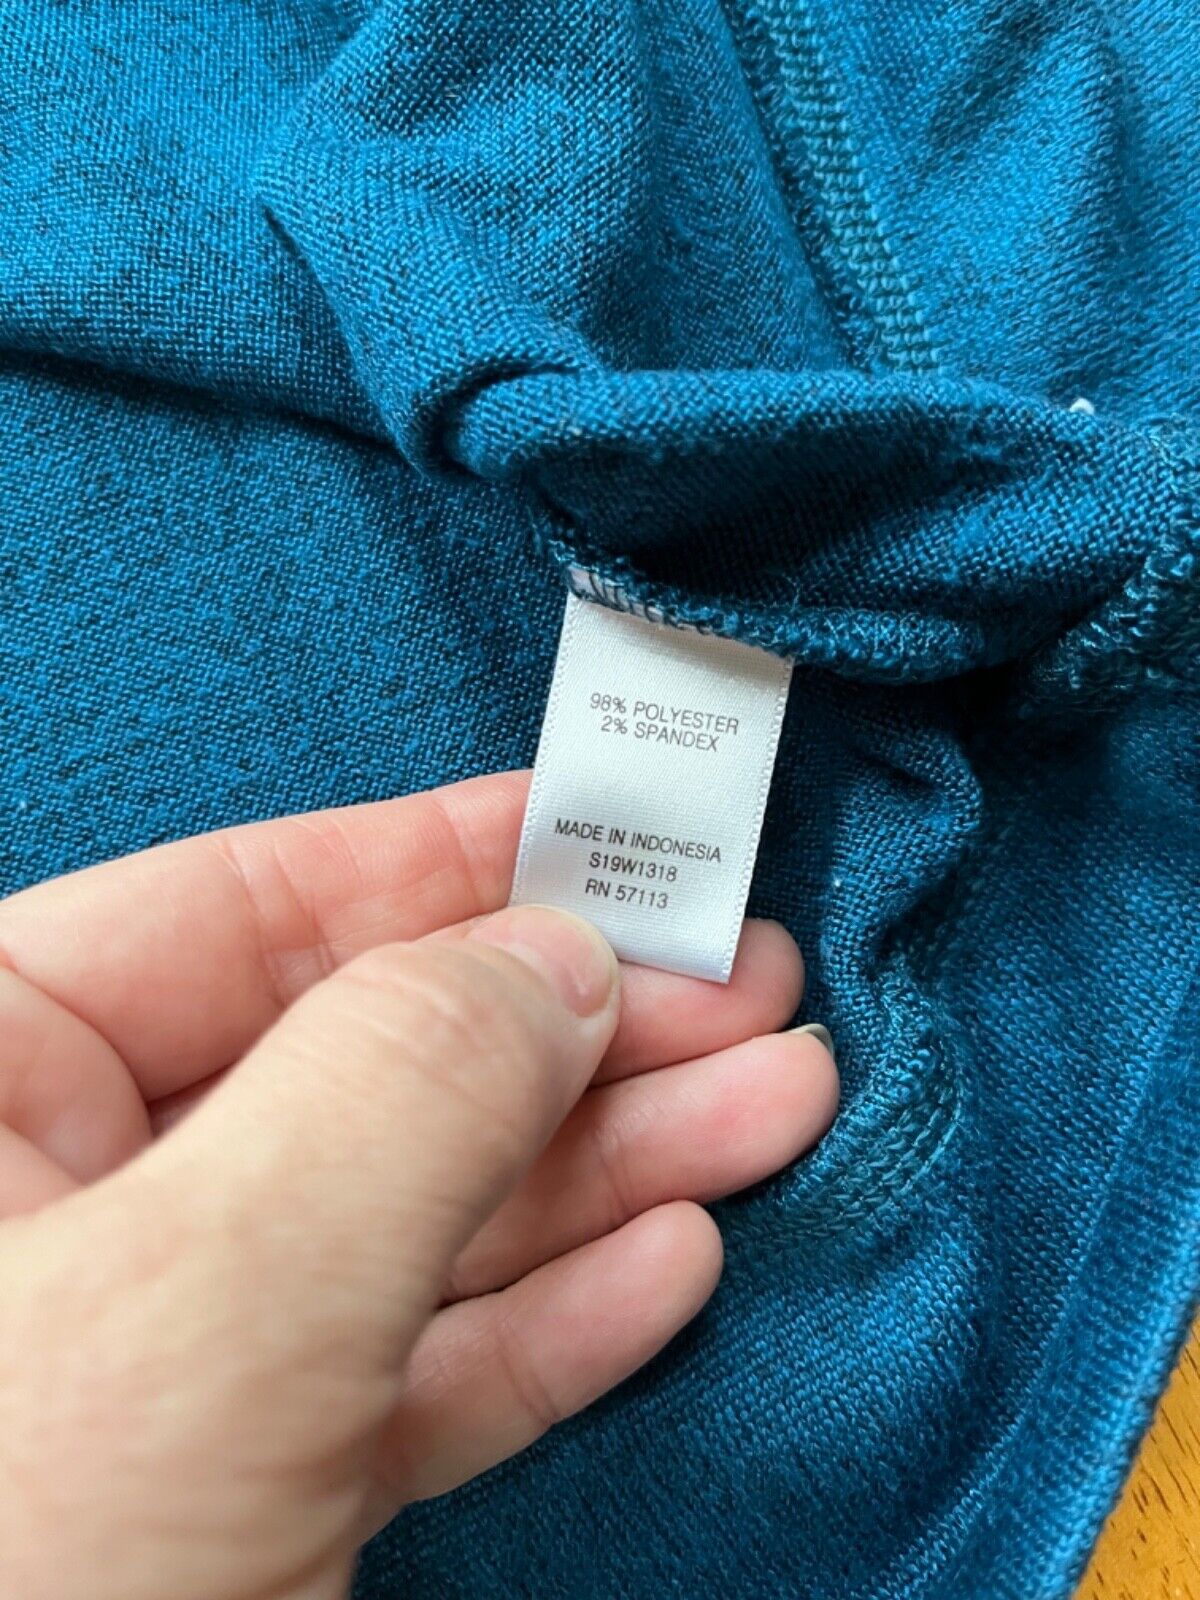 98% POLYESTER
2% SPANDEX
MADE IN INDONESIA
S19W1318
RN 57113